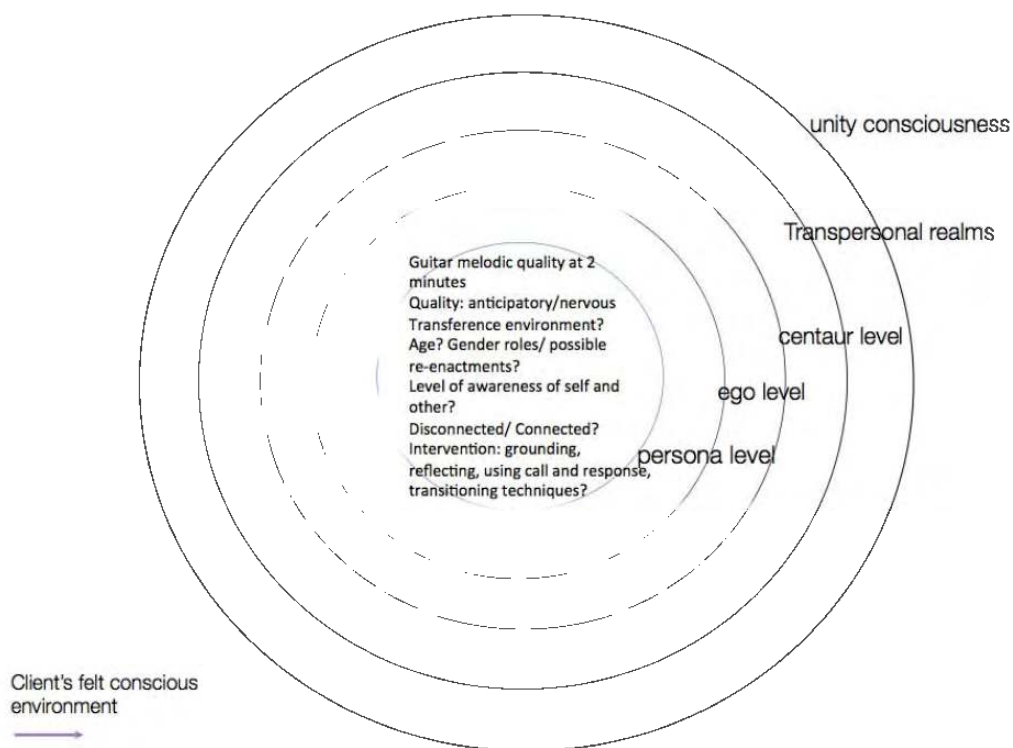 unity consciousness
Transpersonal realms
Guitar melodic quality at 2
minutes
Quality: anticipatory/nervous
Transference environment?
Age? Gender roles/ possible
re-enactments?
Level of awareness of self and
other?
Disconnected/ Connected?
Intervention: grounding,
reflecting, using call and response,
transitioning techniques?
centaur level
ego level
persona level
Client's felt conscious
environment